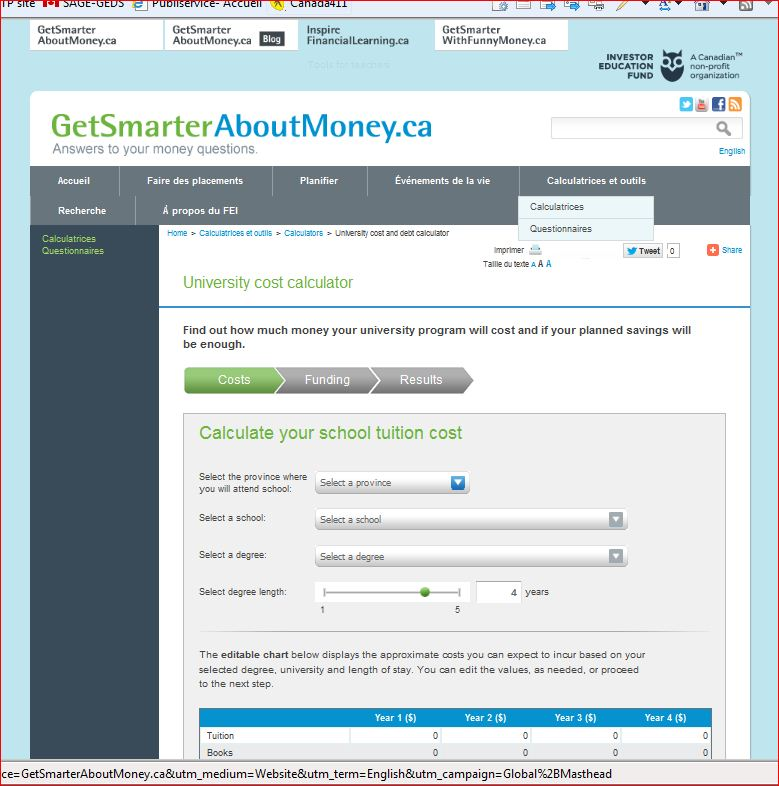 TP site SAGE-GEDS Publiservice- Accueil Canada411
GetSmarter
AboutMoney.ca
GetSmarter
AboutMoney.ca Blog
Inspire
FinancialLearning.ca
Tools for teachers
GetSmarter
WithFunnyMoney.ca
INVESTOR
EDUCATION
FUND
A Canadian™
non-profit
organization
GetSmarterAboutMoney.ca
Answers to your money questions.
English
Accueil Faire des placements Planifier Événements de la vie Calculatrices et outils
Recherche Á propos du FEI
Calculatrices
Questionnaires
Calculatrices
Questionnaires
Home > Calculatrices et outils > Calculators > University cost and debt calculator
Imprimer Tweet 0 Share
Taille du texte A A A
University cost calculator
Find out how much money your university program will cost and if your planned savings will
be enough.
Costs Funding Results
Calculate your school tuition cost
Select the province where
you will attend school:
Select a province
Select a school: Select a school
Select a degree: Select a degree
Select degree length: 4 years
1 5
The editable chart below displays the approximate costs you can expect to incur based on your
selected degree, university and length of stay. You can edit the values, as needed, or proceed
to the next step.
Year 1 ($) Year 2 ($) Year 3 ($) Year 4 ($)
Tuition 0 0 0 0
Books 0 0 0 0
ce=GetSmarterAboutMoney.ca&utm_medium=Website&utm_term=English&utm_campaign=Global%2BMasthead